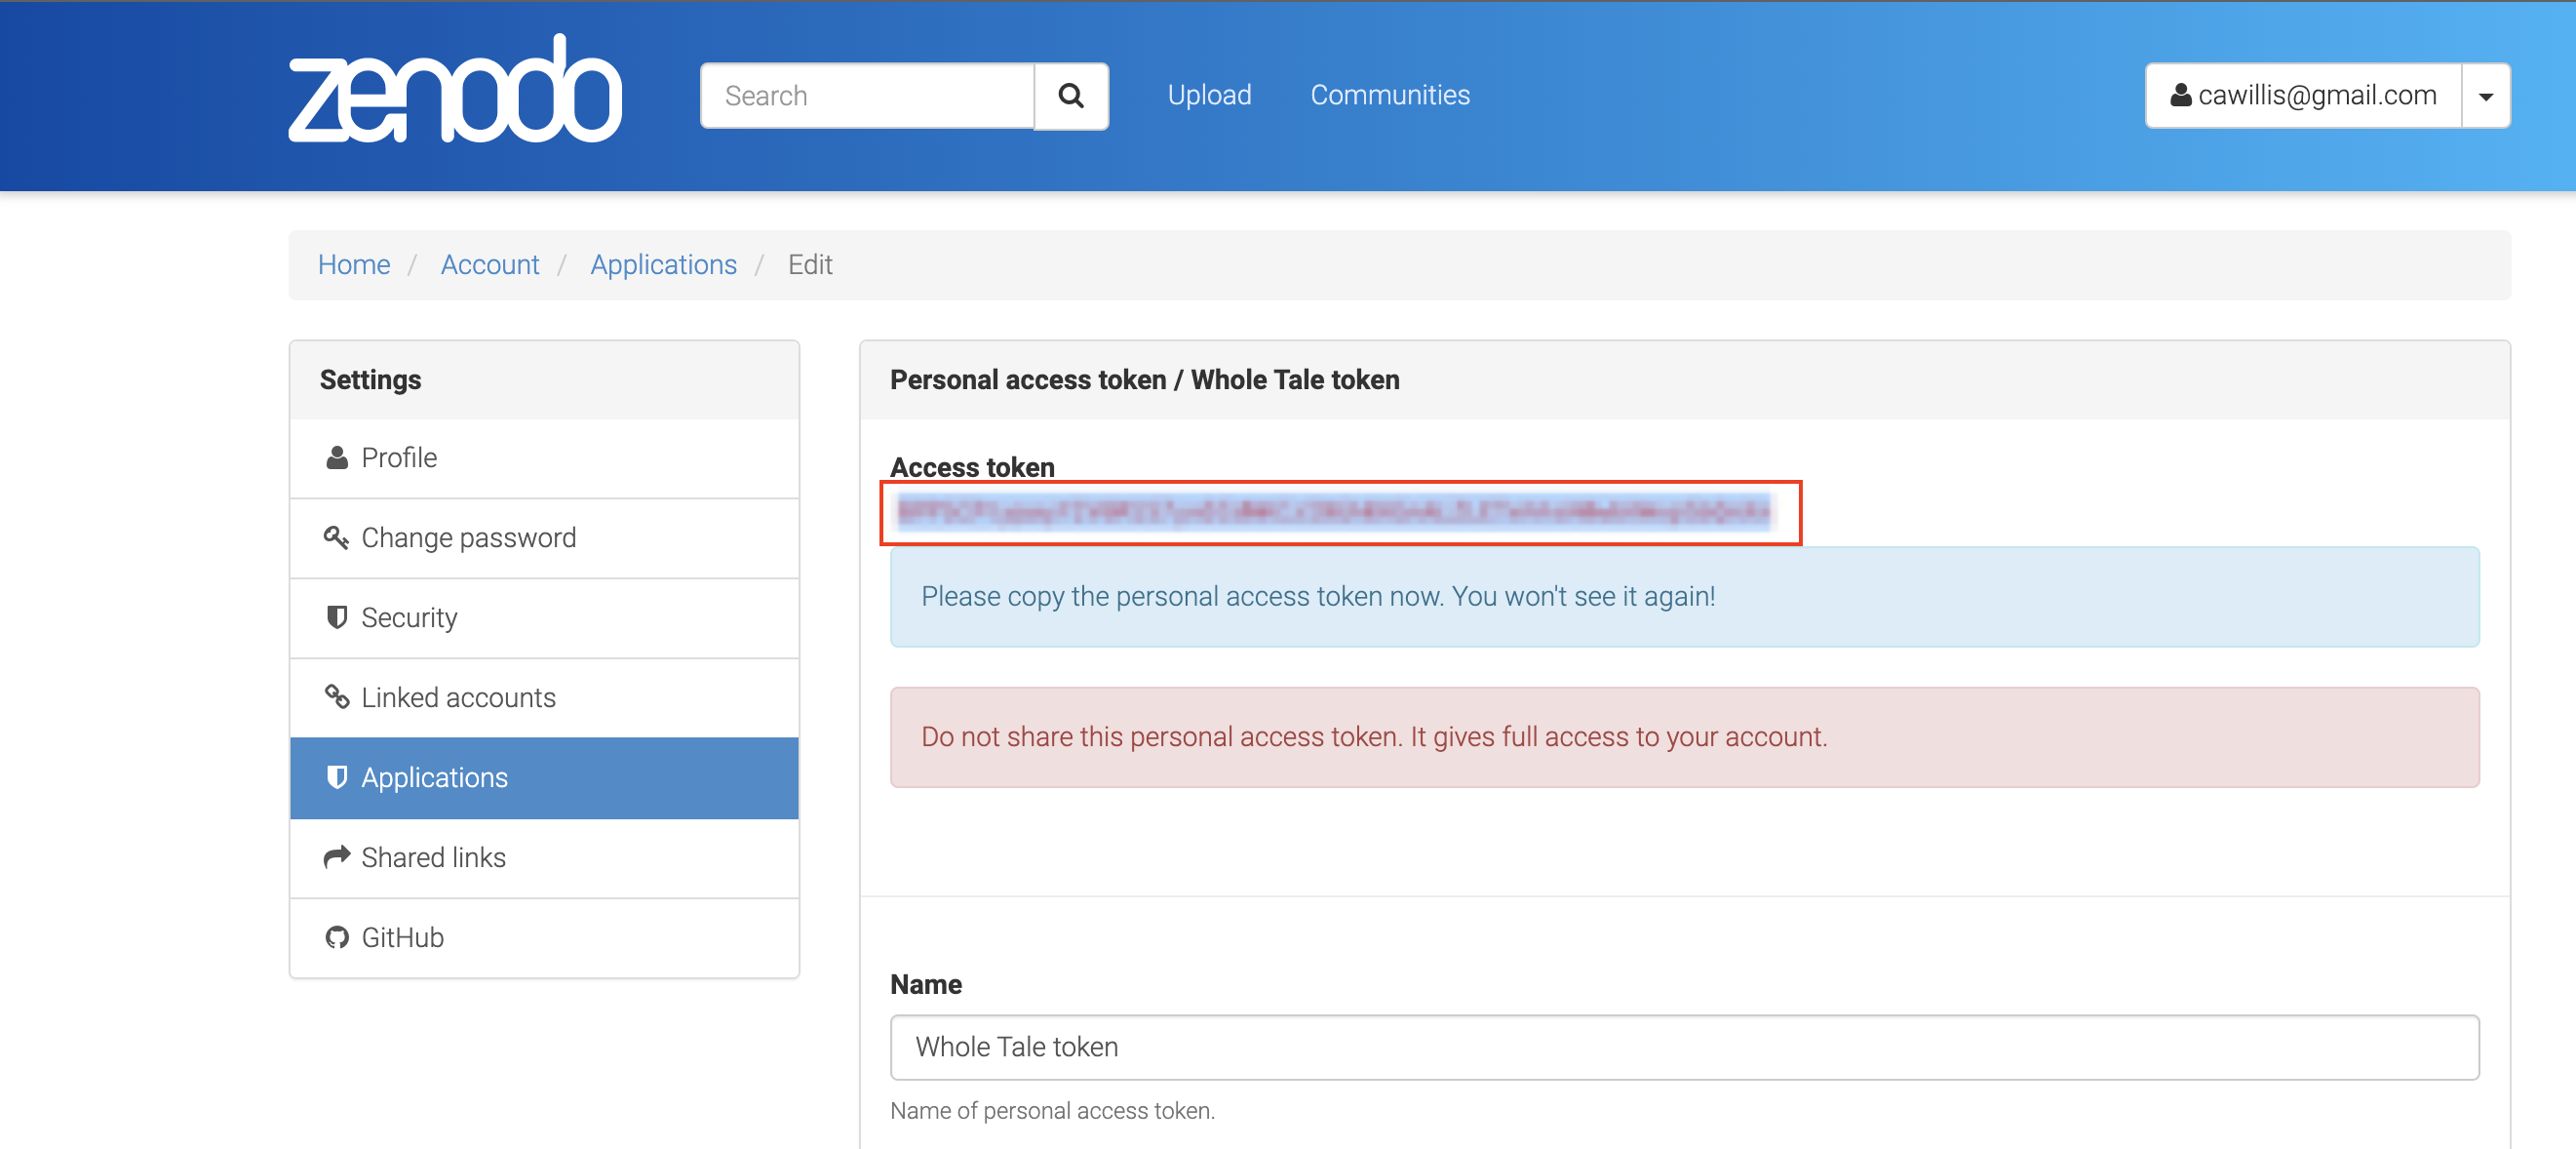 zenodo
Search
Upload
Communities
cawillis@gmail.com
Home / Account / Applications / Edit
Settings
Profile
Change password
Security
Linked accounts
Applications
Shared links
GitHub
Personal access token / Whole Tale token
Access token
Please copy the personal access token now. You won't see it again!
Do not share this personal access token. It gives full access to your account.
Name
Whole Tale token
Name of personal access token.